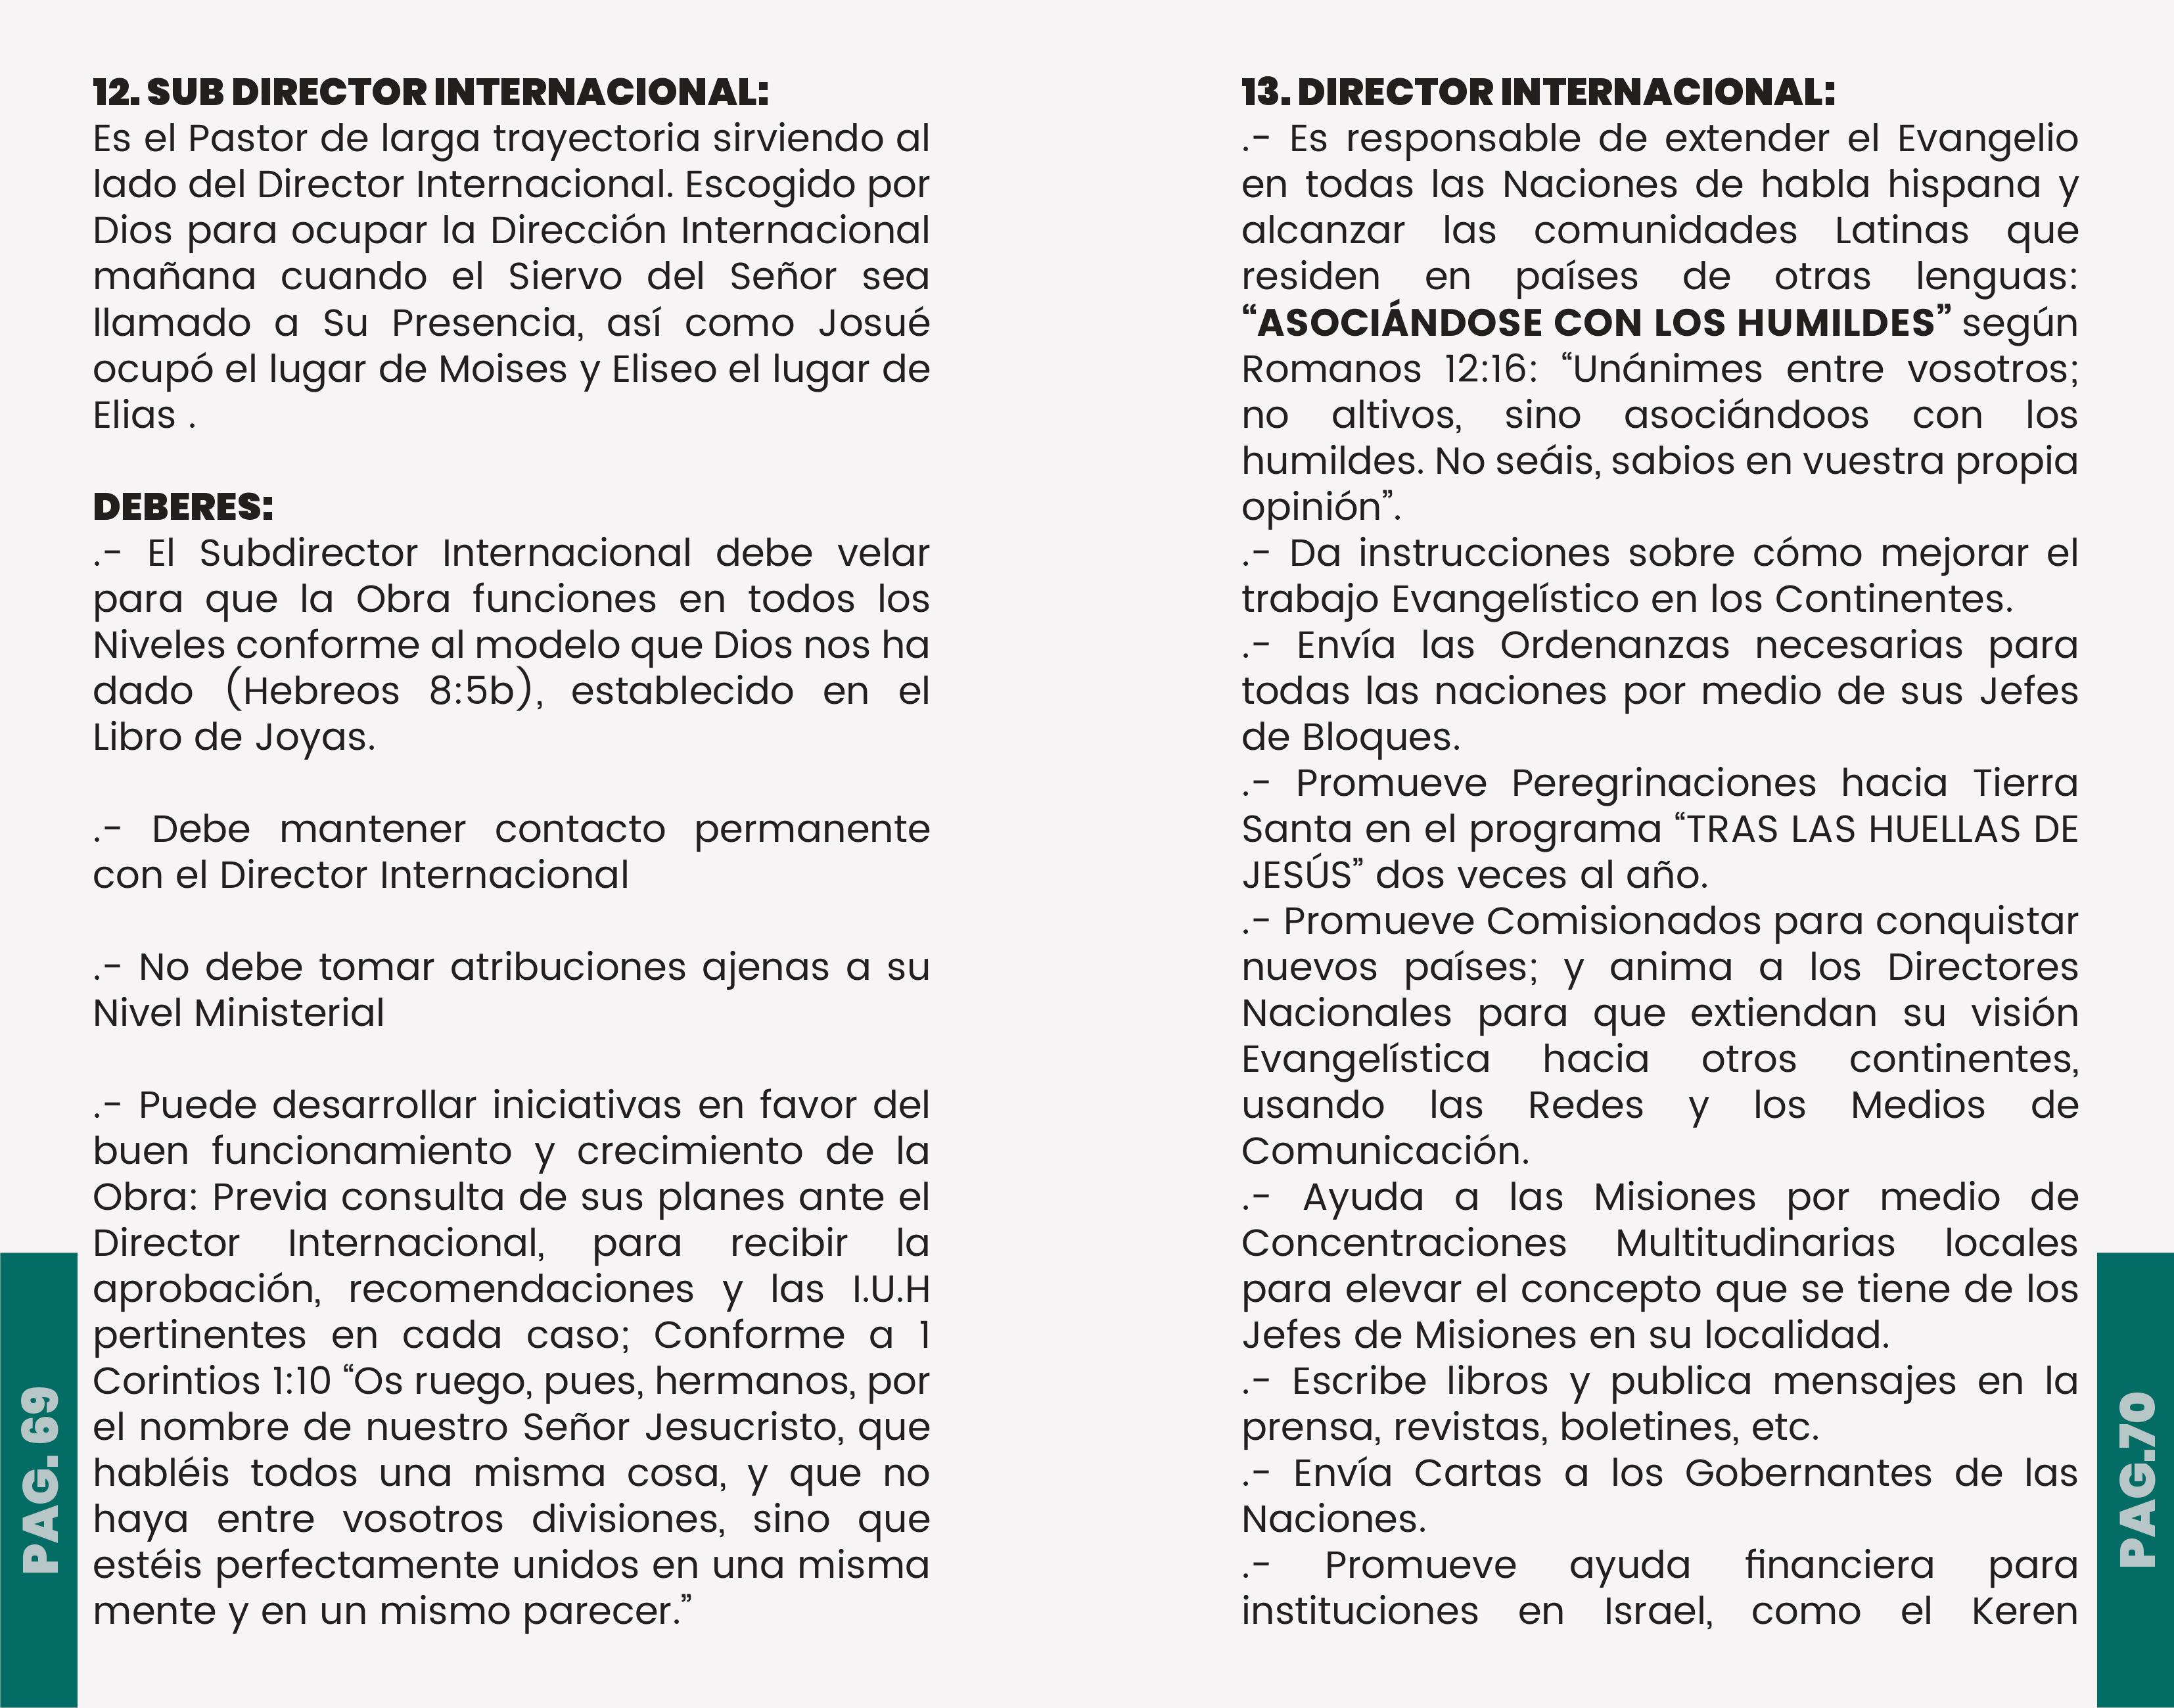 12. SUB DIRECTOR INTERNACIONAL:
Es el Pastor de larga trayectoria sirviendo al
lado del Director Internacional. Escogido por
Dios para ocupar la Dirección Internacional
mañana cuando el Siervo del Señor sea
llamado a Su Presencia, así como Josué
ocupó el lugar de Moises y Eliseo el lugar de
Elias .
DEBERES:
.- El Subdirector Internacional debe velar
para que la Obra funciones en todos los
Niveles conforme al modelo que Dios nos ha
dado (Hebreos 8:5b), establecido en el
Libro de Joyas.
.- Debe mantener contacto permanente
con el Director Internacional
.- No debe tomar atribuciones ajenas a su
Nivel Ministerial
.- Puede desarrollar iniciativas en favor del
buen funcionamiento y crecimiento de la
Obra: Previa consulta de sus planes ante el
Director Internacional, para recibir la
aprobación, recomendaciones y las I.U.H
pertinentes en cada caso; Conforme a 1
Corintios 1:10 “Os ruego, pues, hermanos, por
el nombre de nuestro Señor Jesucristo, que
habléis todos una misma cosa, y que no
haya entre vosotros divisiones, sino que
estéis perfectamente unidos en una misma
mente y en un mismo parecer.”
PAG. 69
13. DIRECTOR INTERNACIONAL:
.- Es responsable de extender el Evangelio
en todas las Naciones de habla hispana y
alcanzar las comunidades Latinas que
residen en países de otras lenguas:
“ASOCIÁNDOSE CON LOS HUMILDES” según
Romanos 12:16: “Unánimes entre vosotros;
no altivos, sino asociándoos con los
humildes. No seáis, sabios en vuestra propia
opinión”.
.- Da instrucciones sobre cómo mejorar el
trabajo Evangelístico en los Continentes.
.- Envía las Ordenanzas necesarias para
todas las naciones por medio de sus Jefes
de Bloques.
.- Promueve Peregrinaciones hacia Tierra
Santa en el programa “TRAS LAS HUELLAS DE
JESÚS” dos veces al año.
.- Promueve Comisionados para conquistar
nuevos países; y anima a los Directores
Nacionales para que extiendan su visión
Evangelística hacia otros continentes,
usando las Redes y los Medios de
Comunicación.
.- Ayuda a las Misiones por medio de
Concentraciones Multitudinarias locales
para elevar el concepto que se tiene de los
Jefes de Misiones en su localidad.
.- Escribe libros y publica mensajes en la
prensa, revistas, boletines, etc.
.- Envía Cartas a los Gobernantes de las
Naciones.
.- Promueve ayuda financiera para
instituciones en Israel, como el Keren
PAG.70